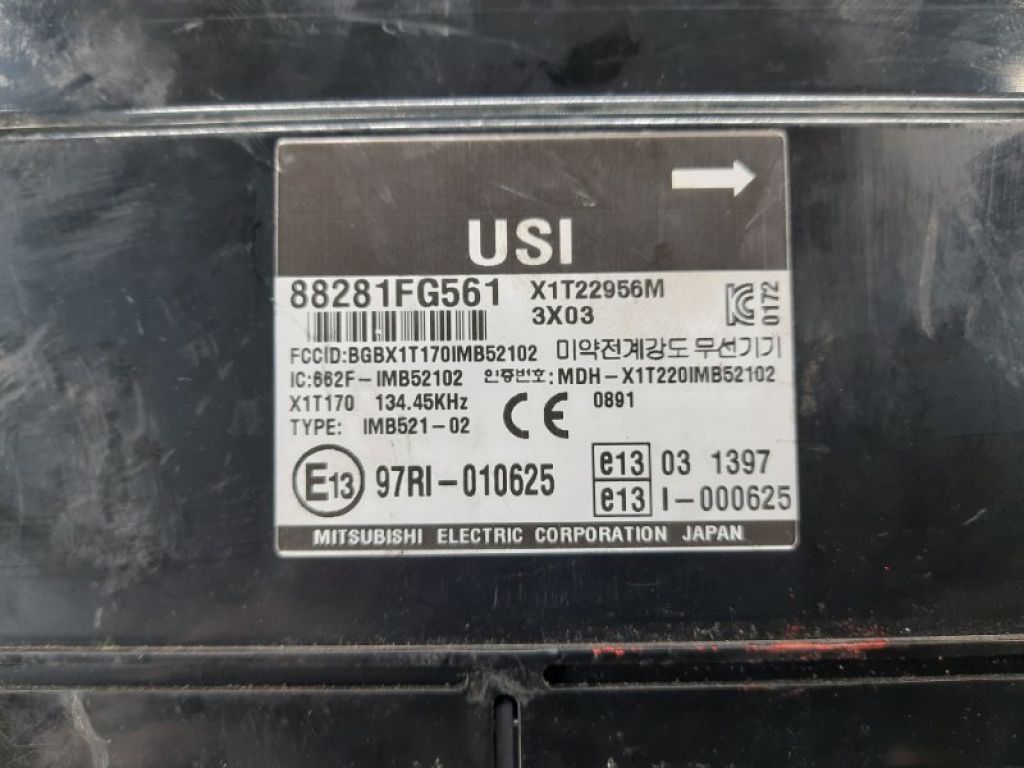 USI
88281FG561 X1T22956M
3X03
0172
FCCID:BGBX1T170IMB52102 미약전계강도 무선기기
IC:662F-IMB52102 인증번호:MDH-X1T220IMB52102
X1T170 134.45KHz CE 0891
TYPE: IMB521-02
E13 97RI-010625 e13 03 1397
e13 I-000625
MITSUBISHI ELECTRIC CORPORATION JAPAN